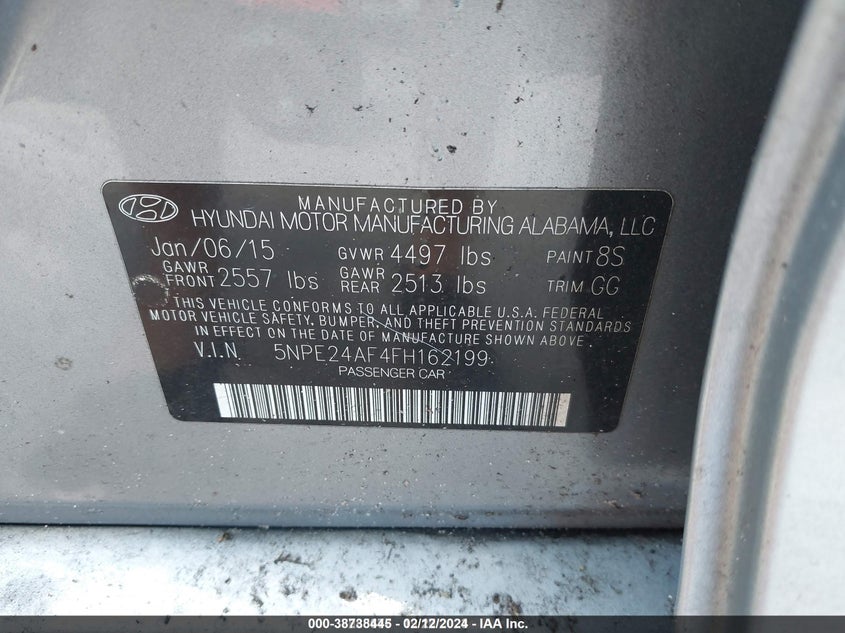 MANUFACTURED BY
HYUNDAI MOTOR MANUFACTURING ALABAMA, LLC
Jan/06/15 GVWR 4497 lbs PAINT 8S
GAWR FRONT 2557 lbs GAWR REAR 2513 lbs TRIM GG
THIS VEHICLE CONFORMS TO ALL APPLICABLE U.S.A. FEDERAL
MOTOR VEHICLE SAFETY, BUMPER, AND THEFT PREVENTION STANDARDS
IN EFFECT ON THE DATE OF MANUFACTURE SHOWN ABOVE.
V.I.N. 5NPE24AF4FH162199
PASSENGER CAR
000-38738445 - 02/12/2024 - IAAI.COM